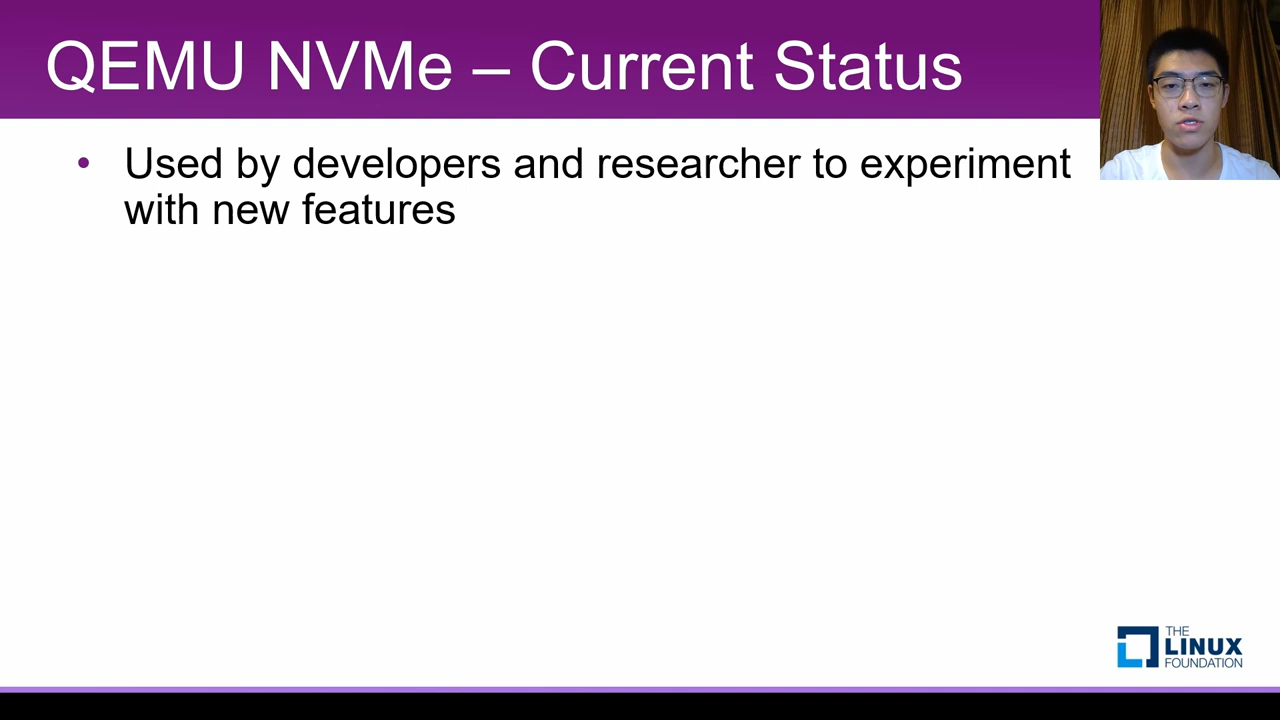 QEMU NVMe – Current Status
• Used by developers and researcher to experiment
with new features
THE
LINUX
FOUNDATION